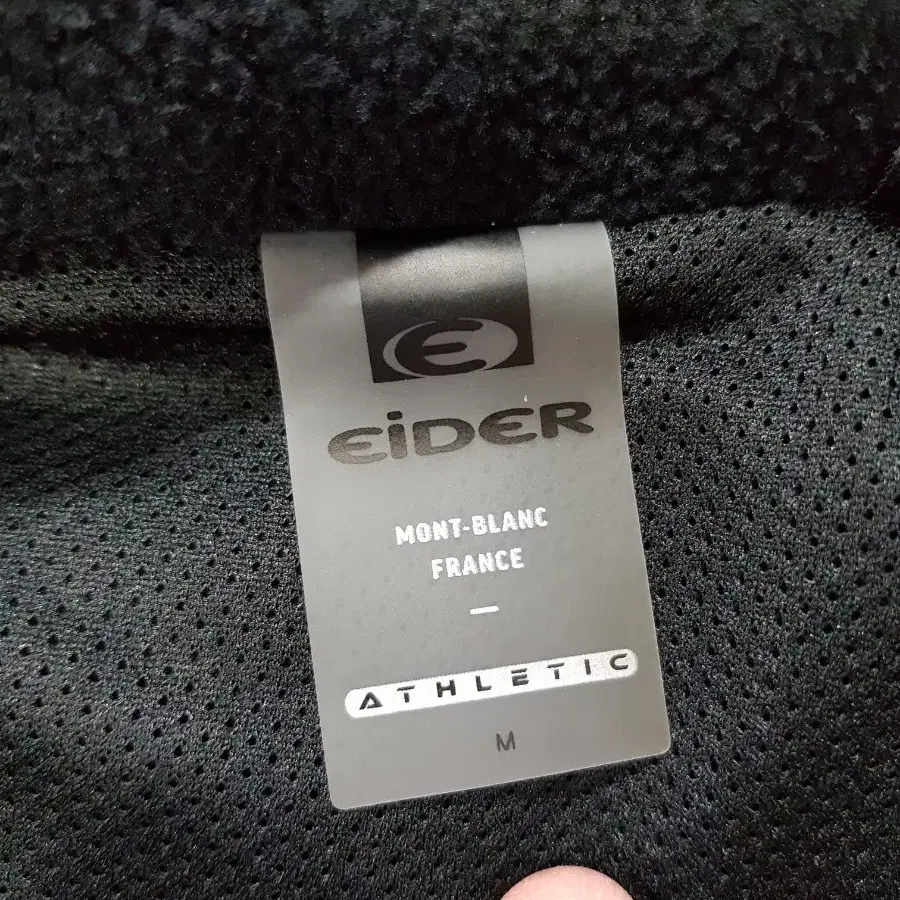 EiDER
MONT-BLANC
FRANCE
ATHLETIC
M